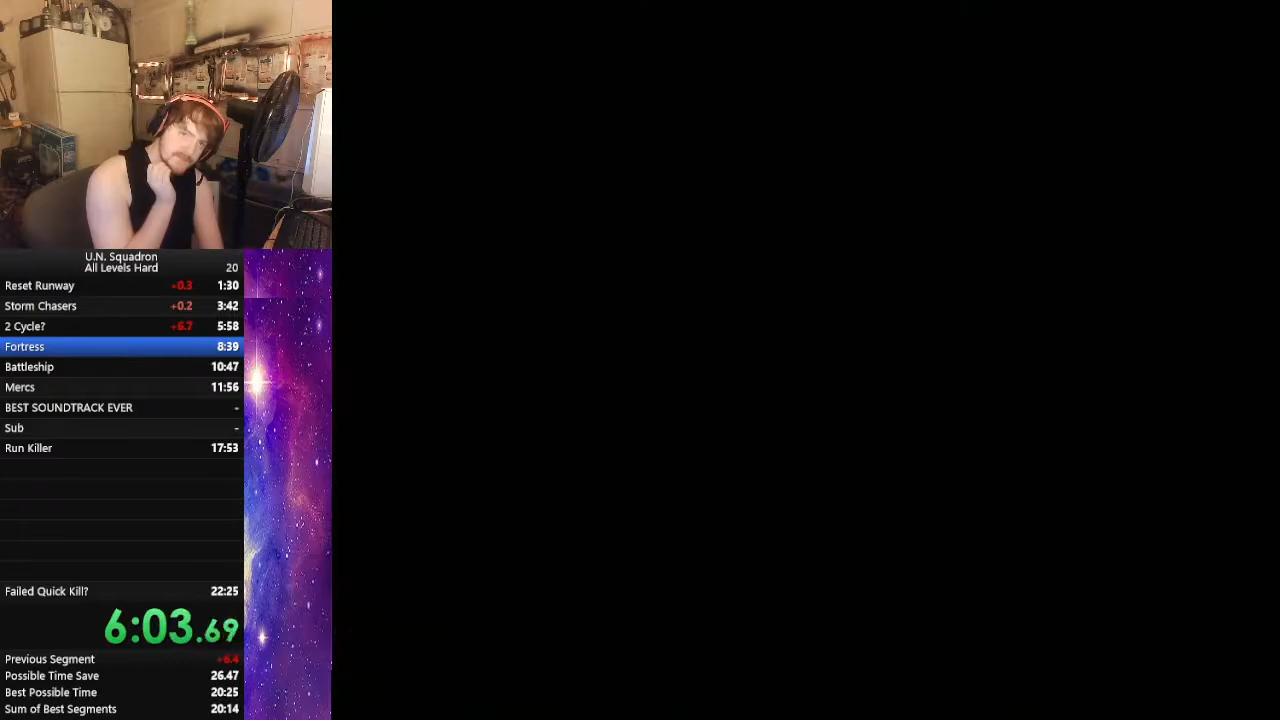 U.N. Squadron
All Levels Hard 20
Reset Runway +0.3 1:30
Storm Chasers +0.2 3:42
2 Cycle? +6.7 5:58
Fortress 8:39
Battleship 10:47
Mercs 11:56
BEST SOUNDTRACK EVER -
Sub -
Run Killer 17:53
Failed Quick Kill? 22:25
6:03.69
Previous Segment +6.4
Possible Time Save 26.47
Best Possible Time 20:25
Sum of Best Segments 20:14